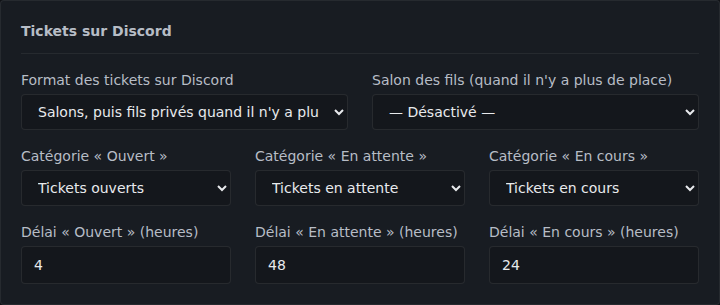 Tickets sur Discord
Format des tickets sur Discord
Salon des fils (quand il n'y a plus de place)
Salons, puis fils privés quand il n'y a plu
— Désactivé —
Catégorie « Ouvert »
Catégorie « En attente »
Catégorie « En cours »
Tickets ouverts
Tickets en attente
Tickets en cours
Délai « Ouvert » (heures)
Délai « En attente » (heures)
Délai « En cours » (heures)
4
48
24